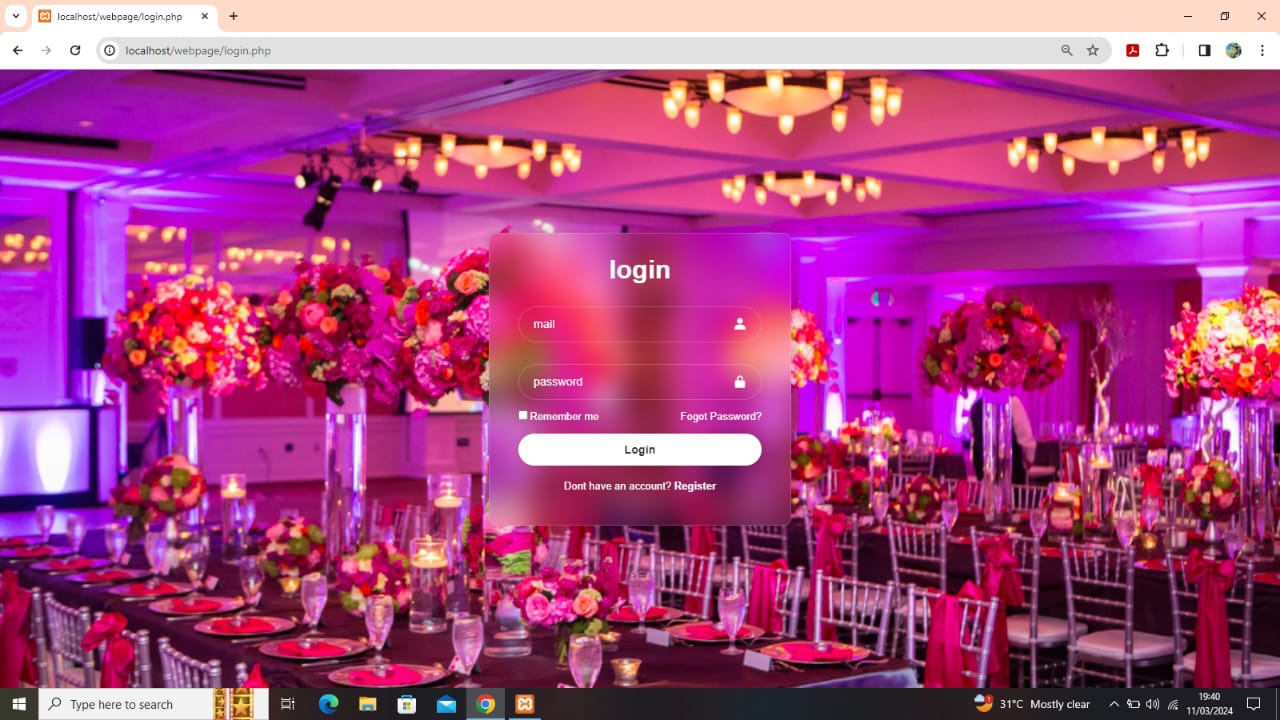 localhost/webpage/login.php
localhost/webpage/login.php
login
mail
password
Remember me
Fogot Password?
Login
Dont have an account? Register
Type here to search
31°C Mostly clear
19:40
11/03/2024